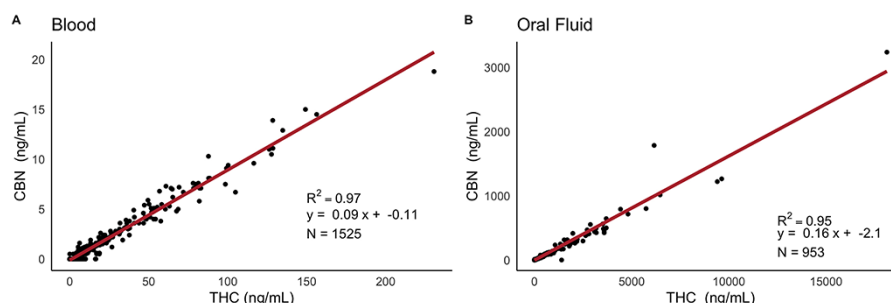 A Blood
CBN (ng/mL)
20
15
10
5
0
R² = 0.97
y = 0.09 x + -0.11
N = 1525
0 50 100 150 200
THC (ng/mL)
B Oral Fluid
CBN (ng/mL)
3000
2000
1000
0
R² = 0.95
y = 0.16 x + -2.1
N = 953
0 5000 10000 15000
THC (ng/mL)